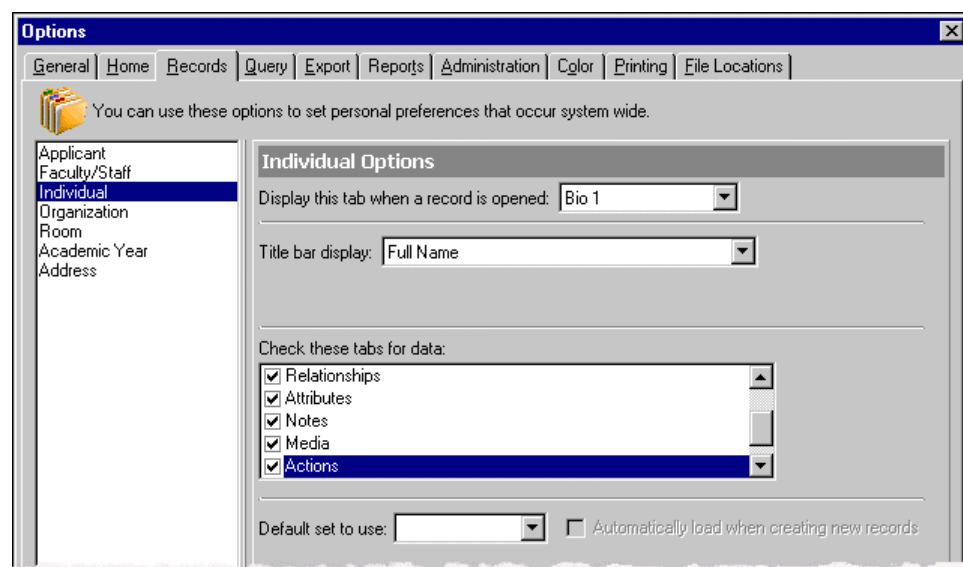 Options
General Home Records Query Export Reports Administration Color Printing File Locations
You can use these options to set personal preferences that occur system wide.
Applicant
Faculty/Staff
Individual
Organization
Room
Academic Year
Address
Individual Options
Display this tab when a record is opened: Bio 1
Title bar display: Full Name
Check these tabs for data:
Relationships
Attributes
Notes
Media
Actions
Default set to use: Automatically load when creating new records